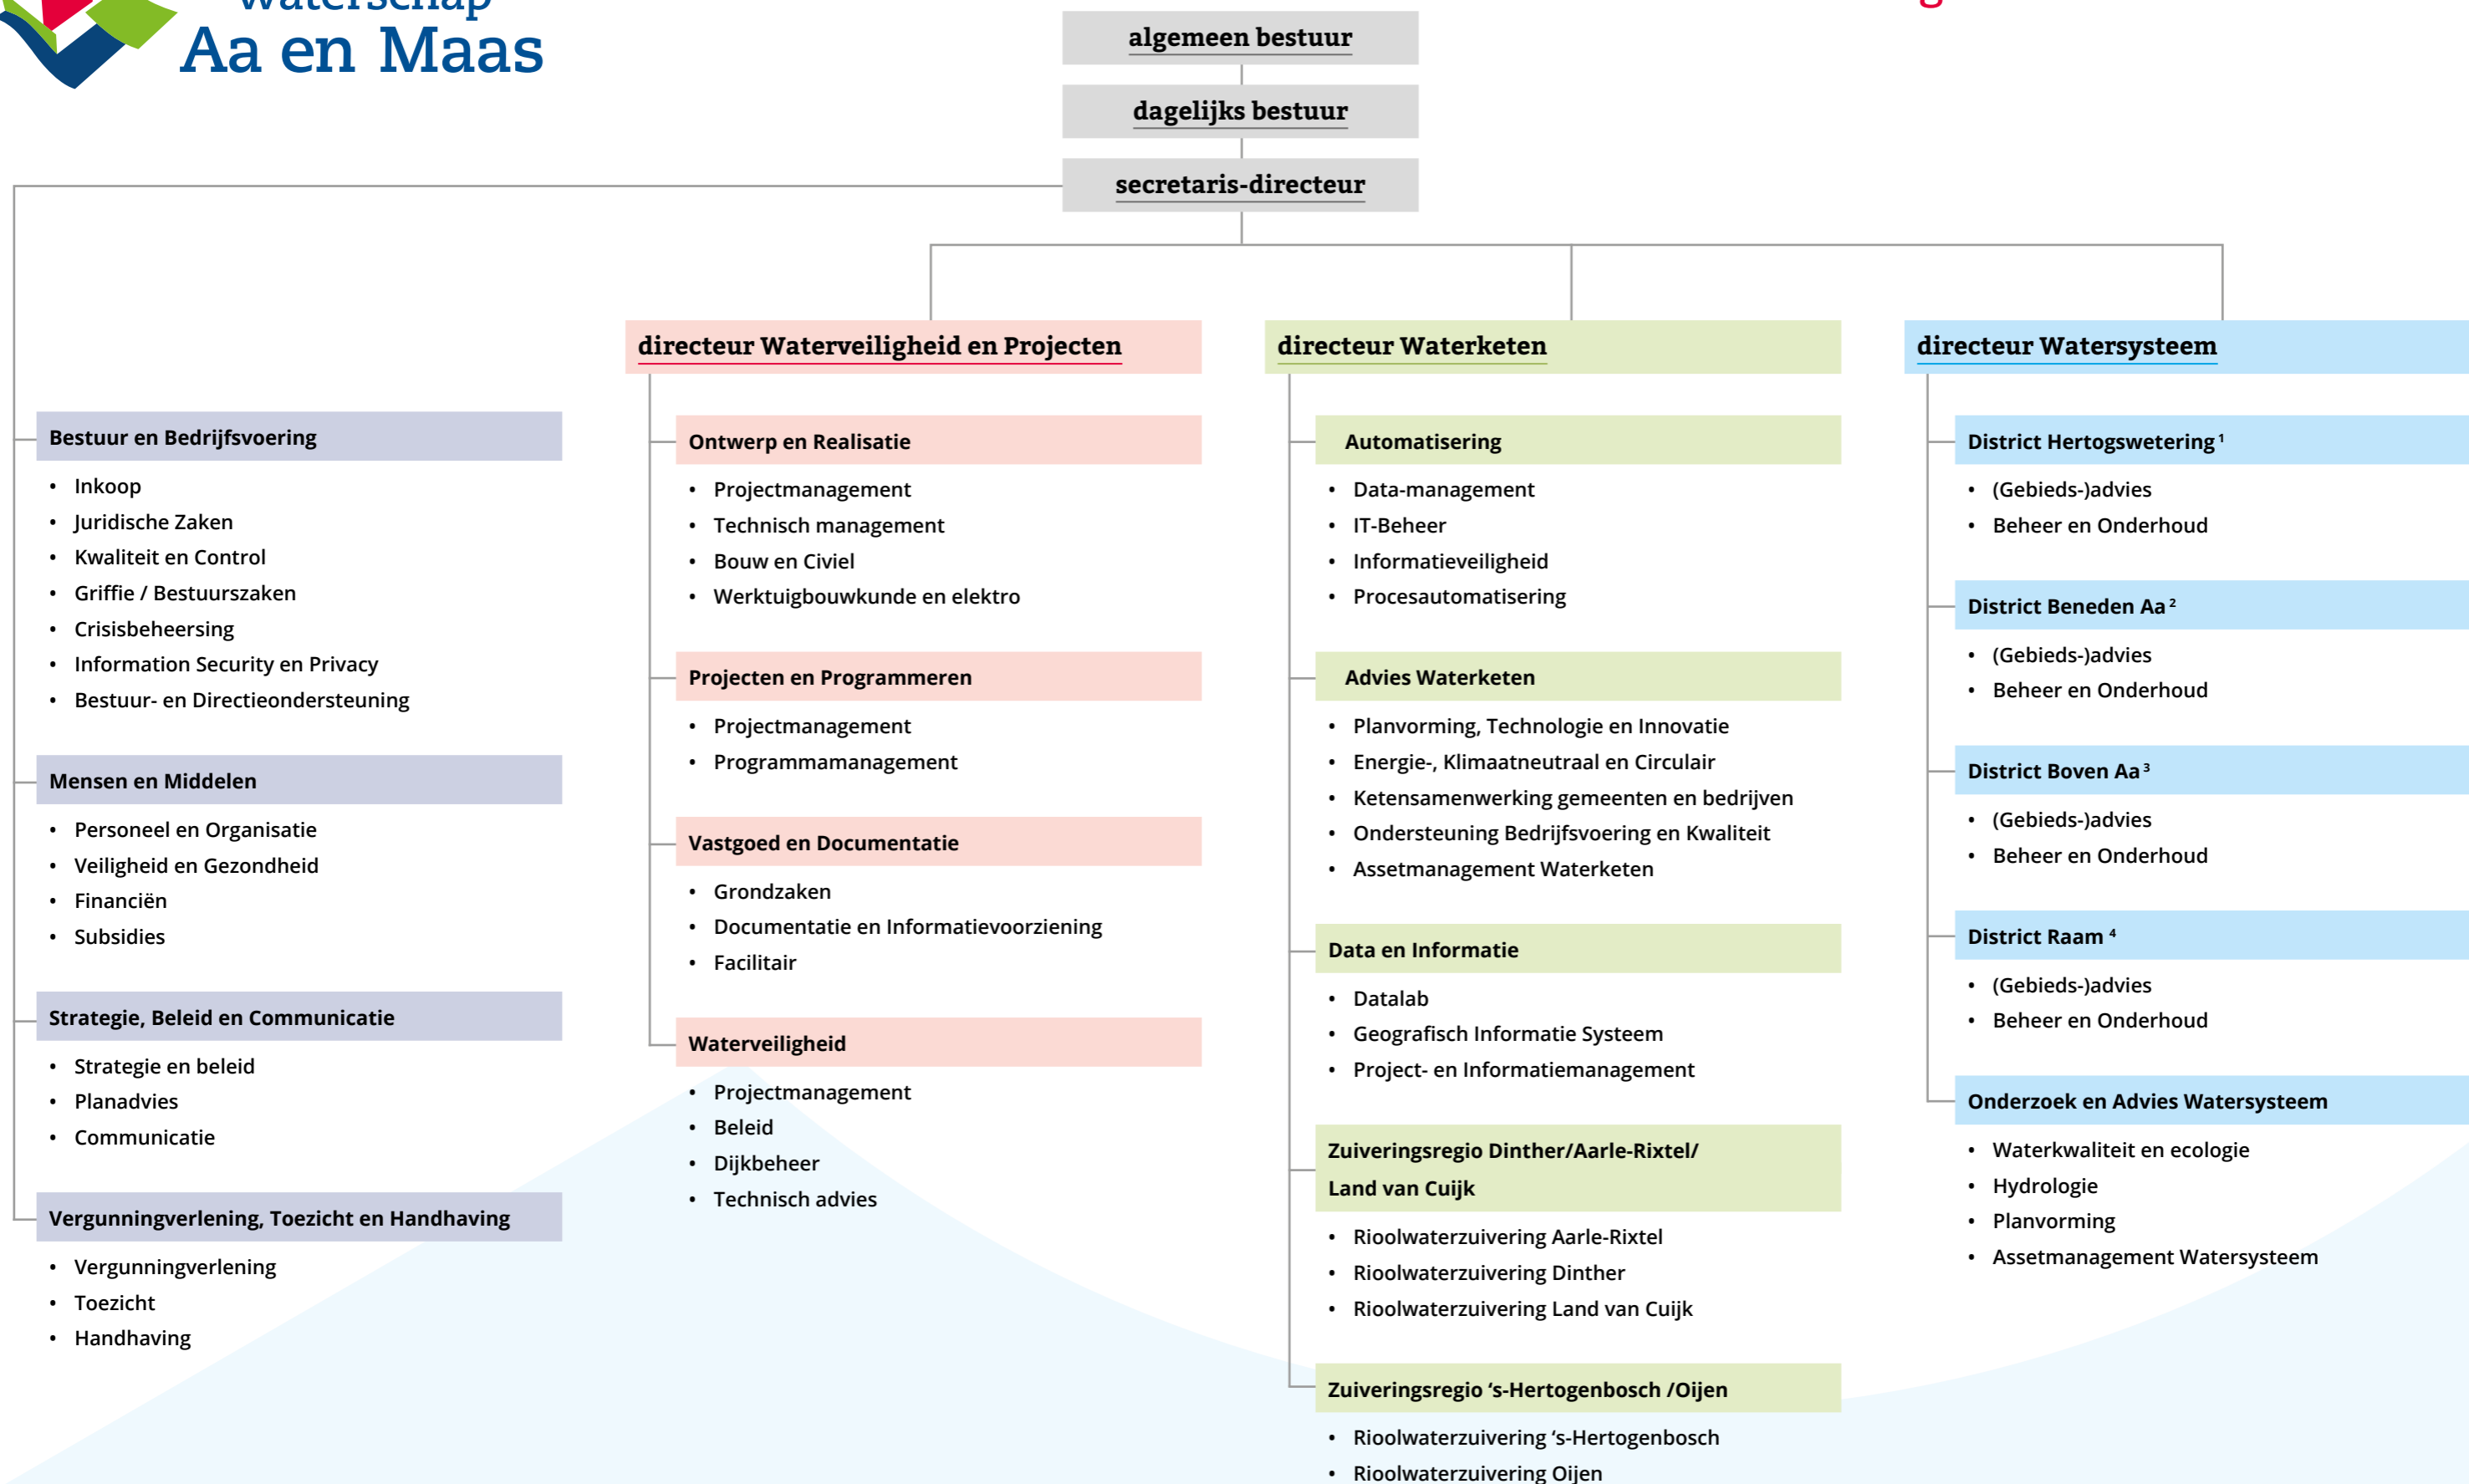 Waterschap
Aa en Maas
algemeen bestuur
dagelijks bestuur
secretaris-directeur
Bestuur en Bedrijfsvoering
• Inkoop
• Juridische Zaken
• Kwaliteit en Control
• Griffie / Bestuurszaken
• Crisisbeheersing
• Information Security en Privacy
• Bestuur- en Directieondersteuning
Mensen en Middelen
• Personeel en Organisatie
• Veiligheid en Gezondheid
• Financiën
• Subsidies
Strategie, Beleid en Communicatie
• Strategie en beleid
• Planadvies
• Communicatie
Vergunningverlening, Toezicht en Handhaving
• Vergunningverlening
• Toezicht
• Handhaving
directeur Waterveiligheid en Projecten
Ontwerp en Realisatie
• Projectmanagement
• Technisch management
• Bouw en Civiel
• Werktuigbouwkunde en elektro
Projecten en Programmeren
• Projectmanagement
• Programmamanagement
Vastgoed en Documentatie
• Grondzaken
• Documentatie en Informatievoorziening
• Facilitair
Waterveiligheid
• Projectmanagement
• Beleid
• Dijkbeheer
• Technisch advies
directeur Waterketen
Automatisering
• Data-management
• IT-Beheer
• Informatieveiligheid
• Procesautomatisering
Advies Waterketen
• Planvorming, Technologie en Innovatie
• Energie-, Klimaatneutraal en Circulair
• Ketensamenwerking gemeenten en bedrijven
• Ondersteuning Bedrijfsvoering en Kwaliteit
• Assetmanagement Waterketen
Data en Informatie
• Datalab
• Geografisch Informatie Systeem
• Project- en Informatiemanagement
Zuiveringsregio Dinther/Aarle-Rixtel/
Land van Cuijk
• Rioolwaterzuivering Aarle-Rixtel
• Rioolwaterzuivering Dinther
• Rioolwaterzuivering Land van Cuijk
Zuiveringsregio ‘s-Hertogenbosch /Oijen
• Rioolwaterzuivering ‘s-Hertogenbosch
• Rioolwaterzuivering Oijen
directeur Watersysteem
District Hertogswetering ¹
• (Gebieds-)advies
• Beheer en Onderhoud
District Beneden Aa ²
• (Gebieds-)advies
• Beheer en Onderhoud
District Boven Aa ³
• (Gebieds-)advies
• Beheer en Onderhoud
District Raam ⁴
• (Gebieds-)advies
• Beheer en Onderhoud
Onderzoek en Advies Watersysteem
• Waterkwaliteit en ecologie
• Hydrologie
• Planvorming
• Assetmanagement Watersysteem